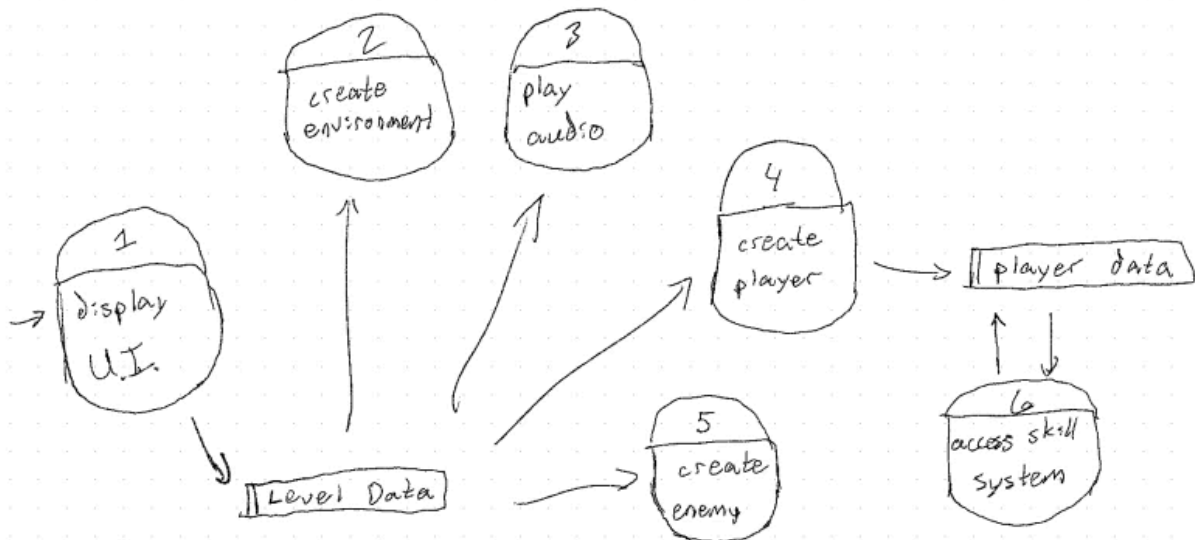 1
display
U.I.
2
create
environment
3
play
audio
4
create
player
player data
Level Data
5
create
enemy
6
access skill
system